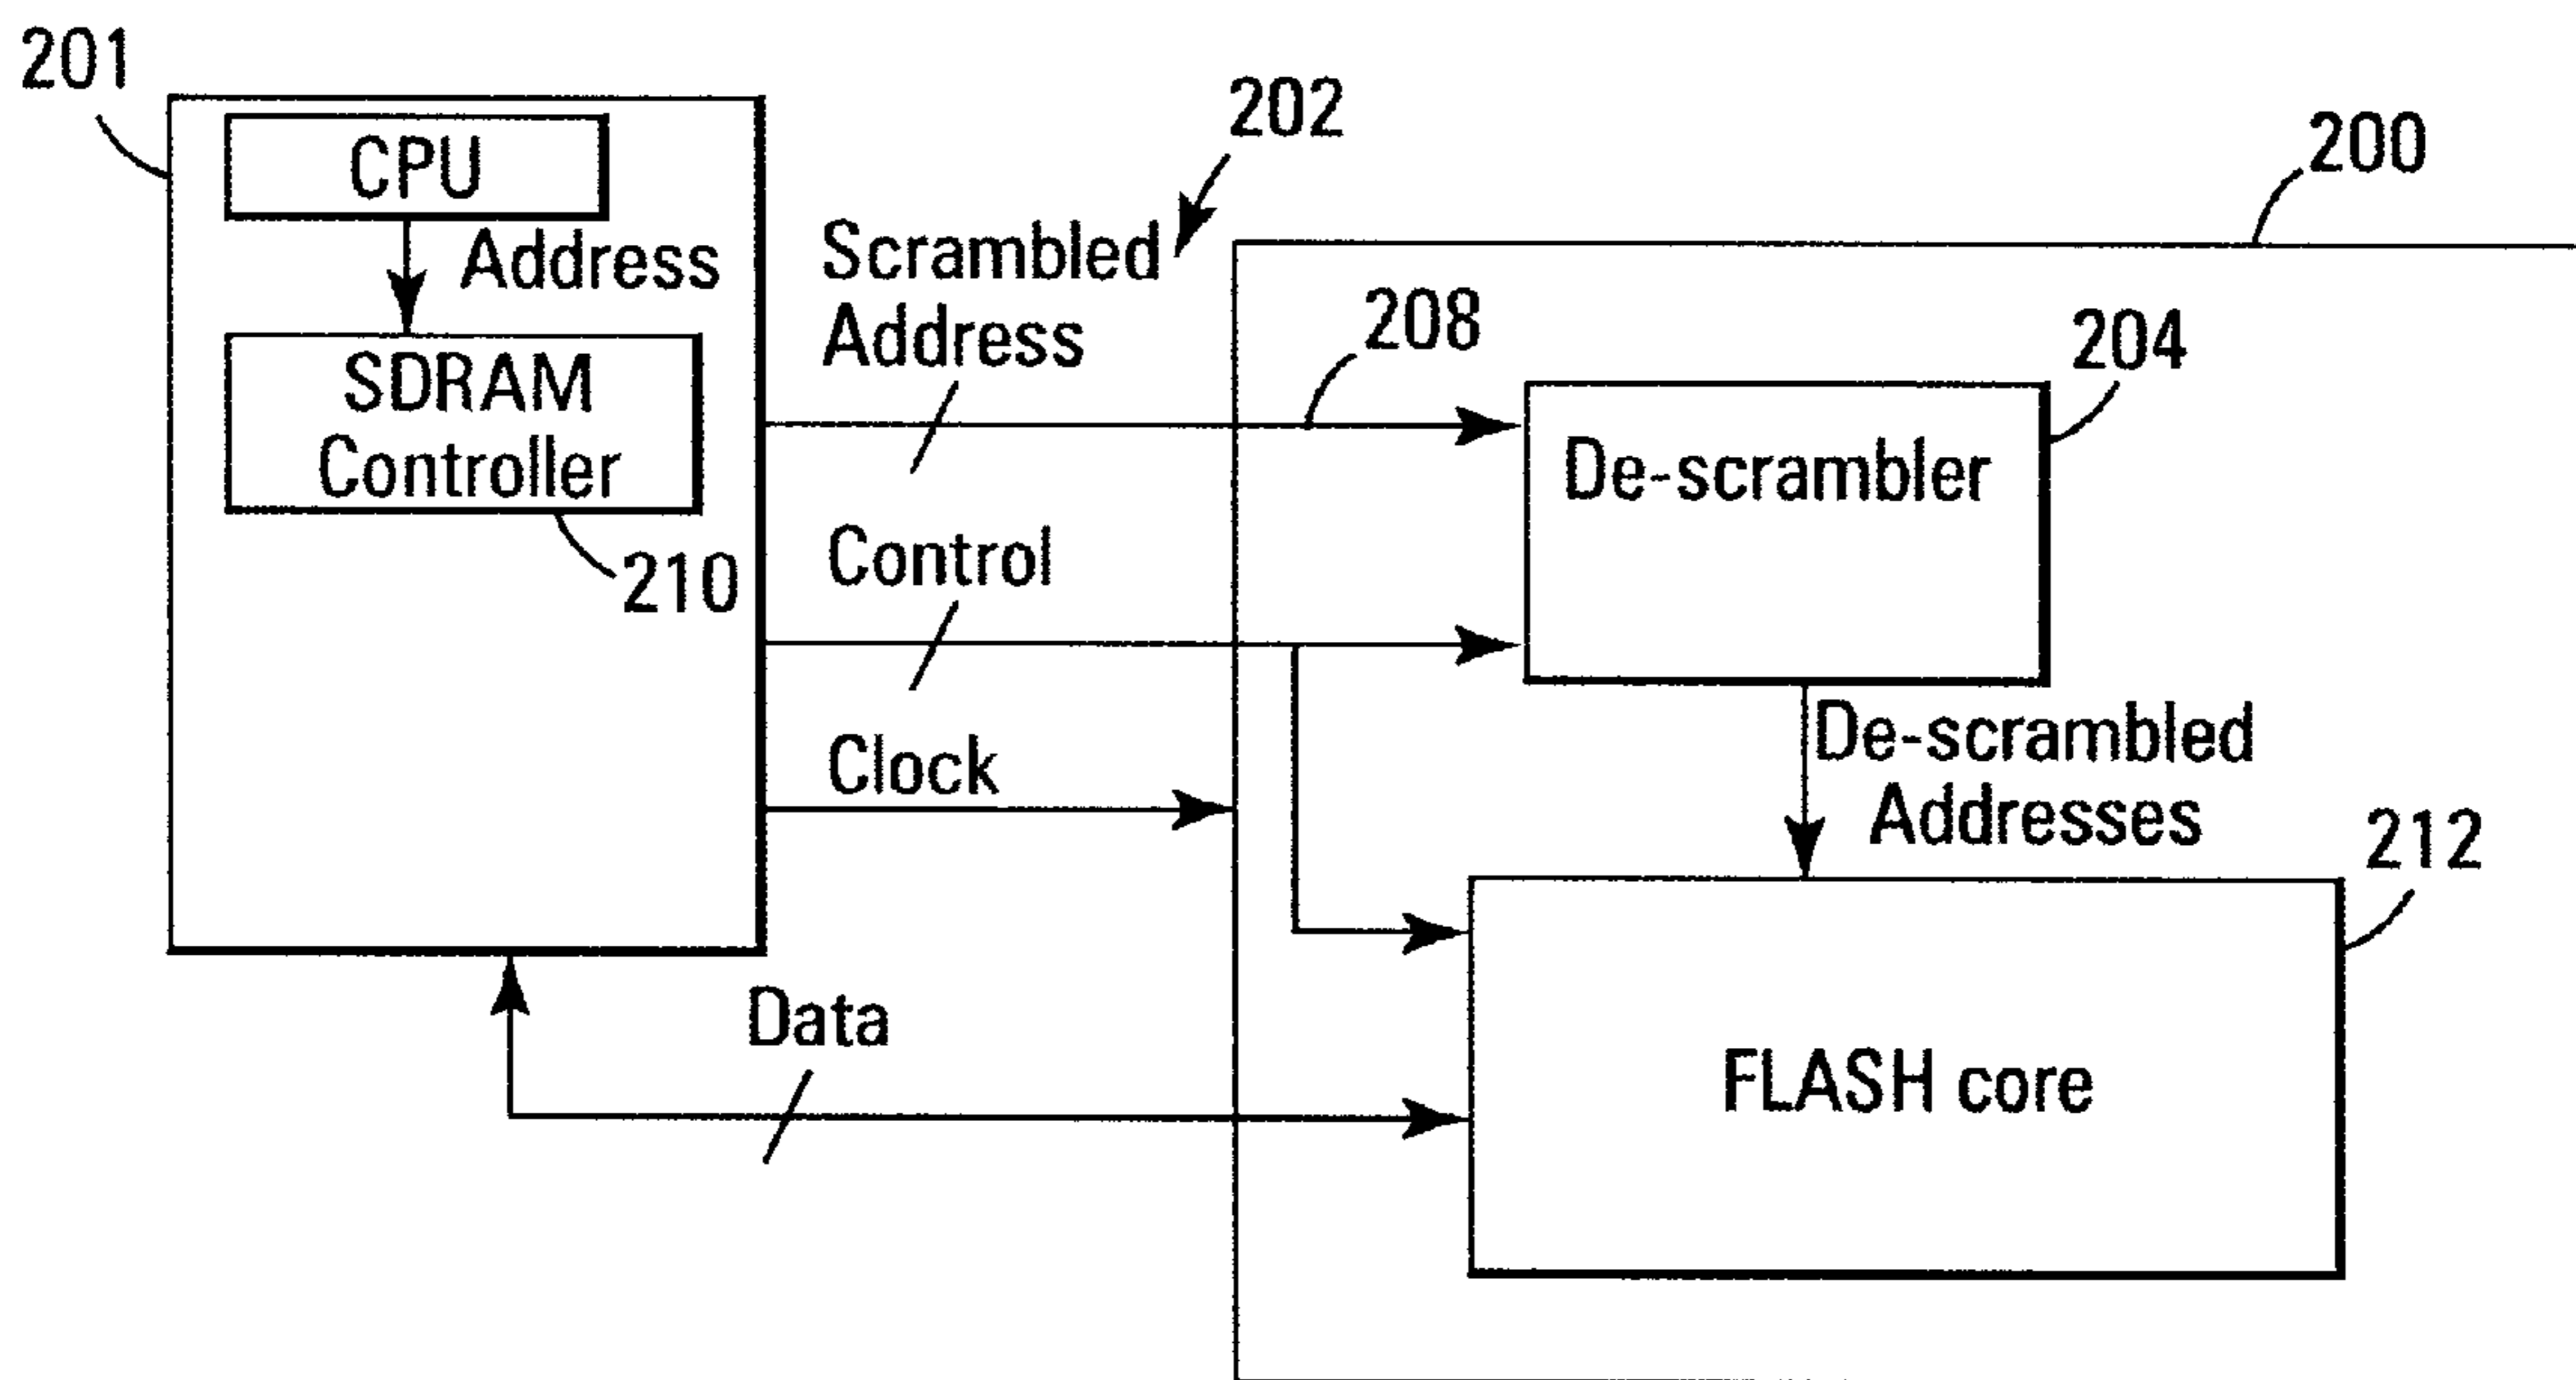 201
CPU
Address
SDRAM
Controller
210
202
Scrambled
Address
208
Control
Clock
Data
200
204
De-scrambler
De-scrambled
Addresses
212
FLASH core